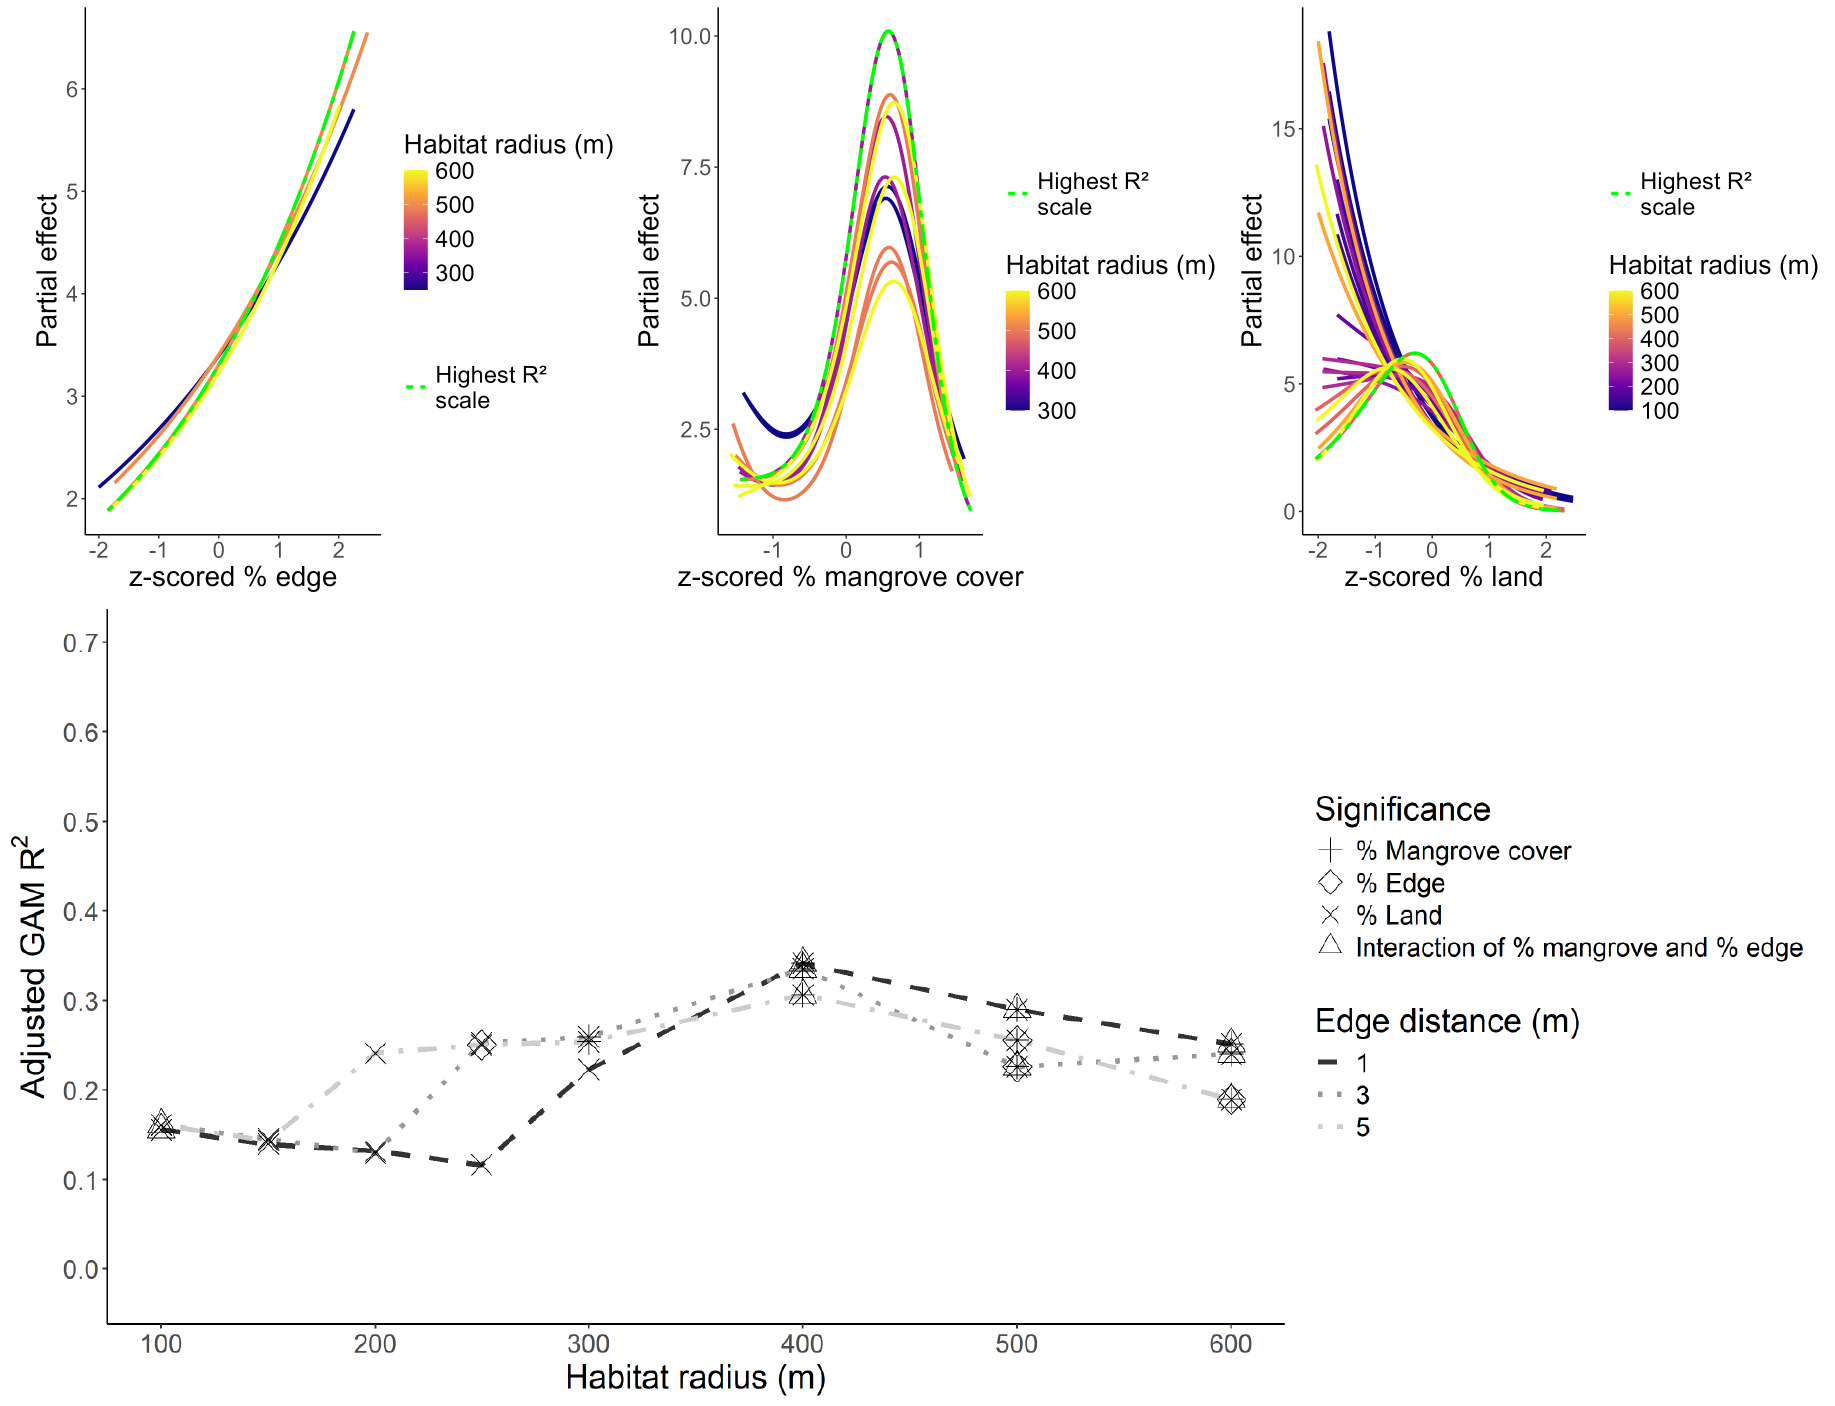 Partial effect
6
5
4
3
2
-2 -1 0 1 2
z-scored % edge
Habitat radius (m)
600
500
400
300
Highest R²
scale
Partial effect
10.0
7.5
5.0
2.5
-1 0 1
z-scored % mangrove cover
Highest R²
scale
Habitat radius (m)
600
500
400
300
Partial effect
15
10
5
0
-2 -1 0 1 2
z-scored % land
Highest R²
scale
Habitat radius (m)
600
500
400
300
200
100
Adjusted GAM R²
0.7
0.6
0.5
0.4
0.3
0.2
0.1
0.0
100 200 300 400 500 600
Habitat radius (m)
Significance
% Mangrove cover
% Edge
% Land
Interaction of % mangrove and % edge
Edge distance (m)
1
3
5